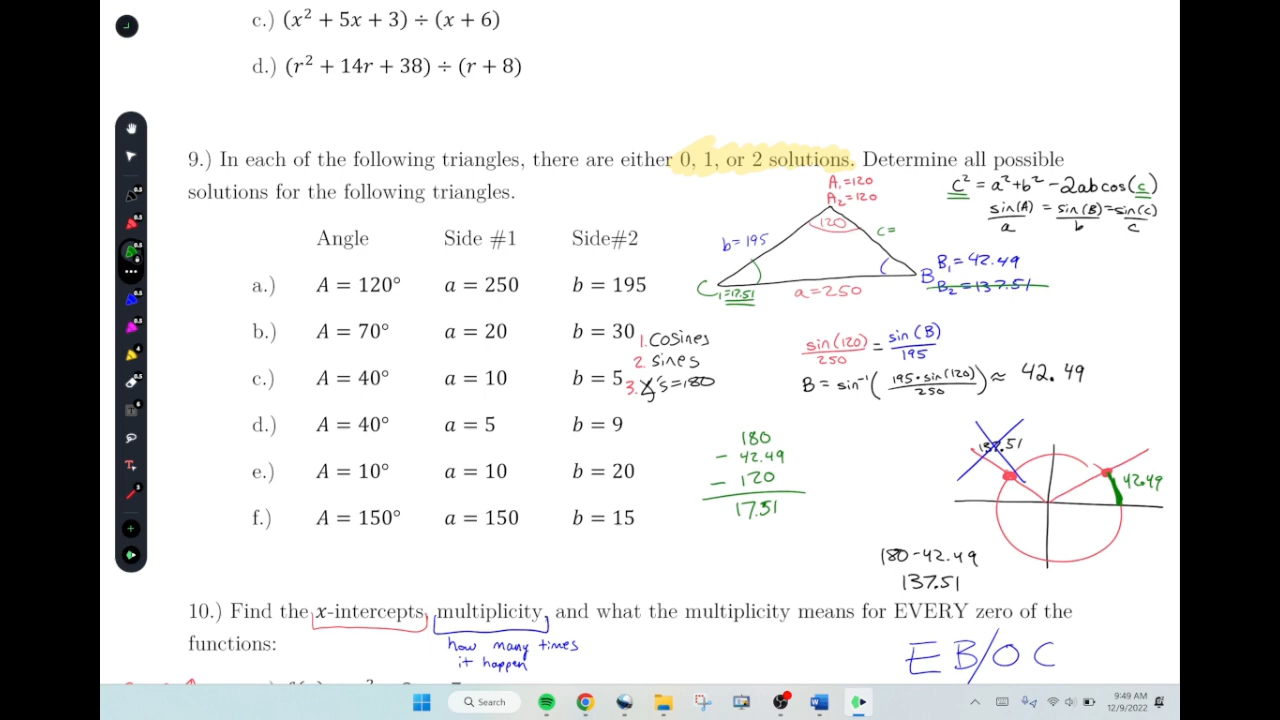 c.) (x² + 5x + 3) ÷ (x + 6)
d.) (r² + 14r + 38) ÷ (r + 8)
9.) In each of the following triangles, there are either 0, 1, or 2 solutions. Determine all possible
solutions for the following triangles.
Angle Side #1 Side#2
a.) A = 120° a = 250 b = 195
b.) A = 70° a = 20 b = 30
c.) A = 40° a = 10 b = 5
d.) A = 40° a = 5 b = 9
e.) A = 10° a = 10 b = 20
f.) A = 150° a = 150 b = 15
1. cosines
2. sines
3. ∡'s = 180
A₁ = 120
A₂ = 120
120
b = 195
c =
C₁ = 17.51
a = 250
B
B₁ = 42.49
B₂ = 137.51
c² = a² + b² - 2ab cos(c)
sin(A)/a = sin(B)/b = sin(C)/c
sin(120)/250 = sin(B)/195
B = sin⁻¹(195 • sin(120)/250) ≈ 42.49
180
- 42.49
- 120
17.51
137.51
42.49
180 - 42.49
137.51
10.) Find the x-intercepts, multiplicity, and what the multiplicity means for EVERY zero of the
functions:
how many times
it happen
EB/OC
Search
9:49 AM
12/9/2022